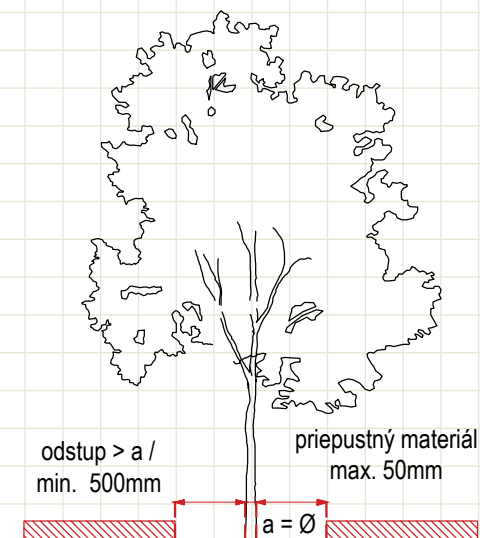 odstup > a /
min. 500mm
priepustný materiál
max. 50mm
a = Ø